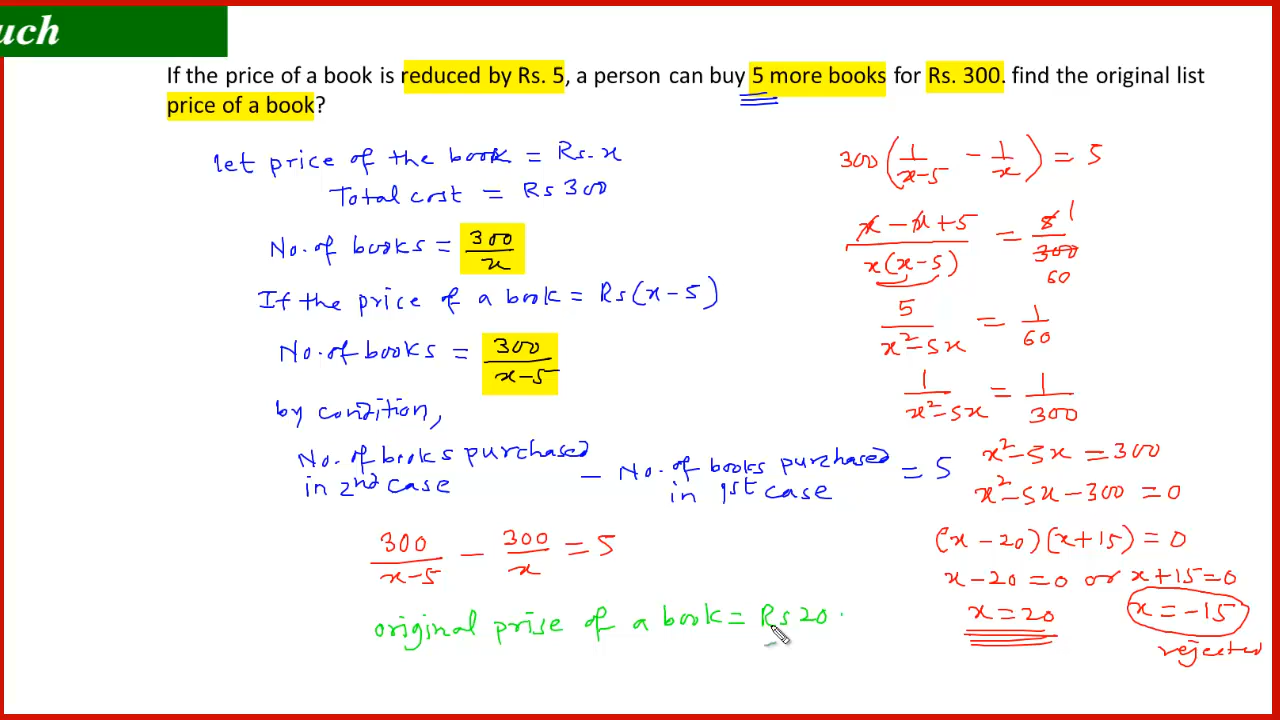 uch
If the price of a book is reduced by Rs. 5, a person can buy 5 more books for Rs. 300. find the original list
price of a book?
let price of the book = Rs. x
Total cost = Rs 300
No. of books = 300/x
If the price of a book = Rs (x - 5)
No. of books = 300/(x-5)
by condition,
No. of books purchased in 2nd case - No. of books purchased in 1st case = 5
300/(x-5) - 300/x = 5
original prise of a book = Rs 20.
300(1/(x-5) - 1/x) = 5
(x - x + 5)/(x(x-5)) = 5/300 1 60
5/(x²-5x) = 1/60
1/(x²-5x) = 1/300
x²-5x = 300
x²-5x-300 = 0
(x-20)(x+15) = 0
x-20=0 or x+15=0
x=20 x=-15
rejected